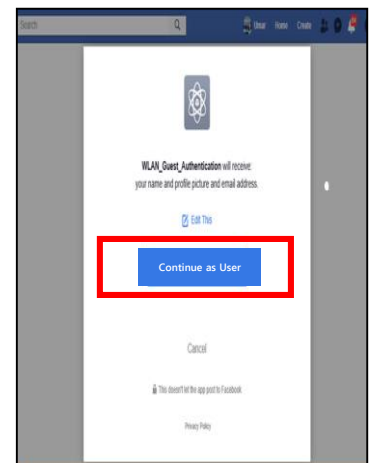 Search
Umar Home Create
WLAN_Guest_Authentication will receive:
your name and profile picture and email address.
Edit This
Continue as User
Cancel
This doesn't let the app post to Facebook
Privacy Policy